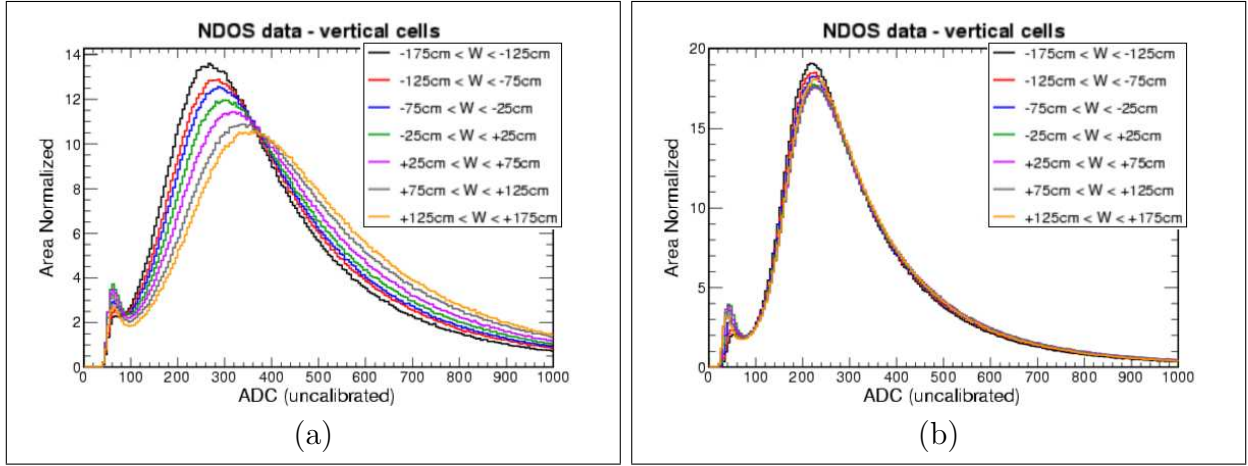 NDOS data - vertical cells
Area Normalized
14
12
10
8
6
4
2
0
0 100 200 300 400 500 600 700 800 900 1000
ADC (uncalibrated)
-175cm < W < -125cm
-125cm < W < -75cm
-75cm < W < -25cm
-25cm < W < +25cm
+25cm < W < +75cm
+75cm < W < +125cm
+125cm < W < +175cm
(a)
NDOS data - vertical cells
Area Normalized
20
15
10
5
0
0 100 200 300 400 500 600 700 800 900 1000
ADC (uncalibrated)
-175cm < W < -125cm
-125cm < W < -75cm
-75cm < W < -25cm
-25cm < W < +25cm
+25cm < W < +75cm
+75cm < W < +125cm
+125cm < W < +175cm
(b)